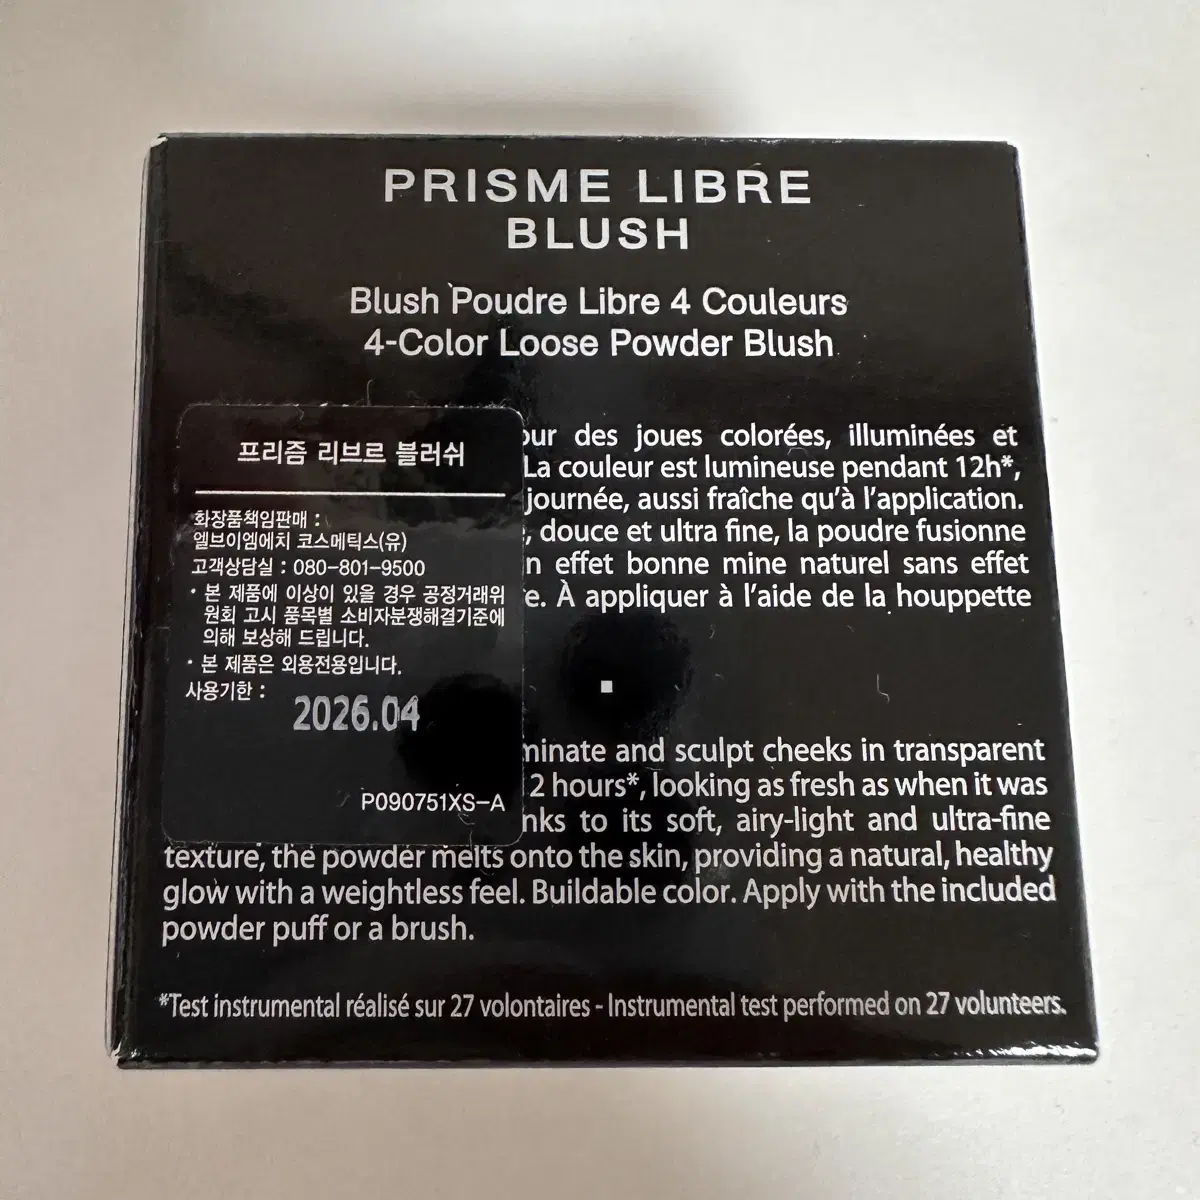 PRISME LIBRE
BLUSH
Blush Poudre Libre 4 Couleurs
4-Color Loose Powder Blush
프리즘 리브르 블러쉬
화장품책임판매 :
엘브이엠에치 코스메틱스(유)
고객상담실 : 080-801-9500
· 본 제품에 이상이 있을 경우 공정거래위
원회 고시 품목별 소비자분쟁해결기준에
의해 보상해 드립니다.
· 본 제품은 외용전용입니다.
사용기한 :
2026.04
P090751XS-A
des joues colorées, illuminées et
La couleur est lumineuse pendant 12h*,
journée, aussi fraîche qu'à l'application.
, douce et ultra fine, la poudre fusionne
effet bonne mine naturel sans effet
À appliquer à l'aide de la houppette
and sculpt cheeks in transparent
2 hours*, looking as fresh as when it was
to its soft, airy-light and ultra-fine
texture, the powder melts onto the skin, providing a natural, healthy
glow with a weightless feel. Buildable color. Apply with the included
powder puff or a brush.
*Test instrumental réalisé sur 27 volontaires - Instrumental test performed on 27 volunteers.